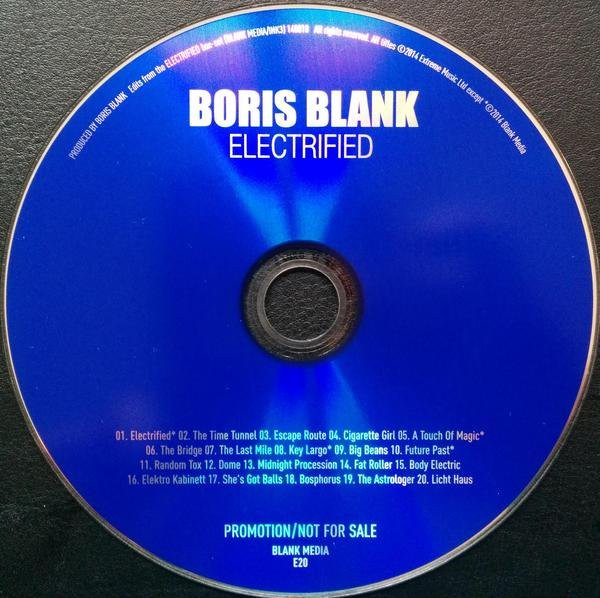 PRODUCED BY BORIS BLANK Edits from the ELECTRIFIED box-set (BLANK MEDIA/INK3) 140818 All rights reserved. All titles ©2014 Extreme Music Ltd except *©2014 Blank Media
BORIS BLANK
ELECTRIFIED
01. Electrified* 02. The Time Tunnel 03. Escape Route 04. Cigarette Girl 05. A Touch Of Magic*
06. The Bridge 07. The Last Mile 08. Key Largo* 09. Big Beans 10. Future Past*
11. Random Tox 12. Dome 13. Midnight Procession 14. Fat Roller 15. Body Electric
16. Elektro Kabinett 17. She's Got Balls 18. Bosphorus 19. The Astrologer 20. Licht Haus
PROMOTION/NOT FOR SALE
BLANK MEDIA
E20